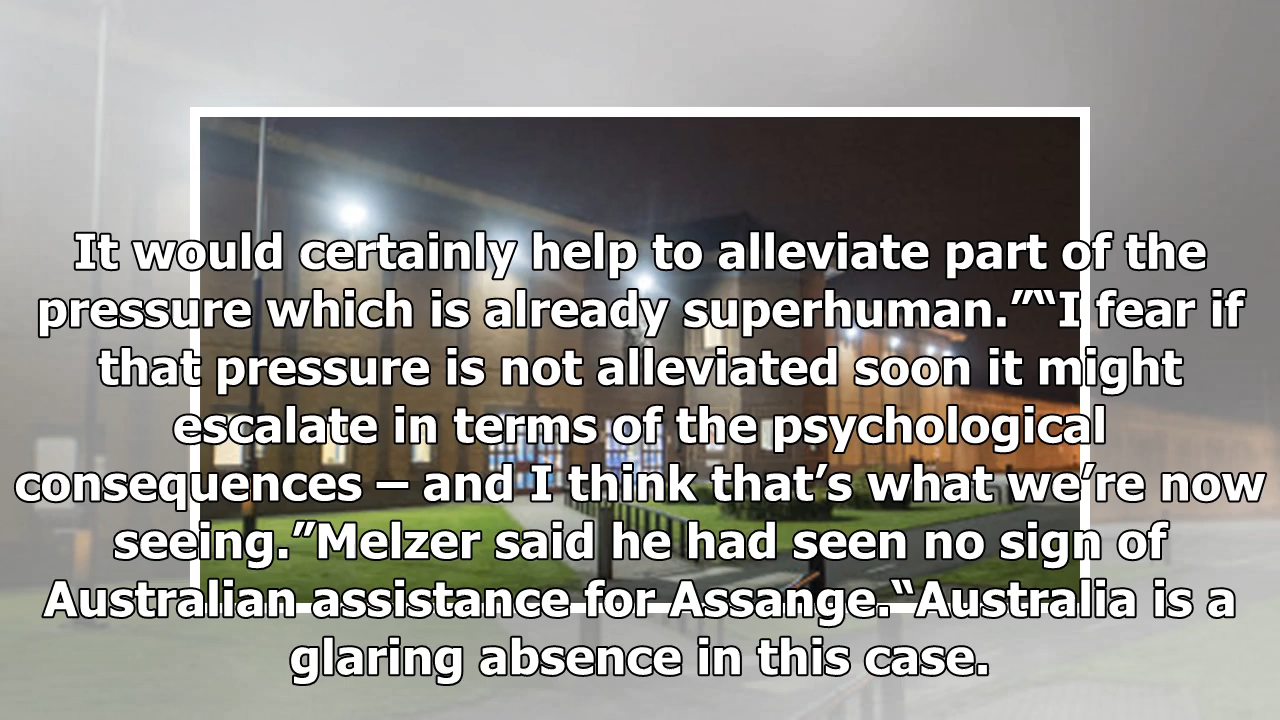 It would certainly help to alleviate part of the
pressure which is already superhuman.”“I fear if
that pressure is not alleviated soon it might
escalate in terms of the psychological
consequences – and I think that’s what we’re now
seeing.”Melzer said he had seen no sign of
Australian assistance for Assange.“Australia is a
glaring absence in this case.